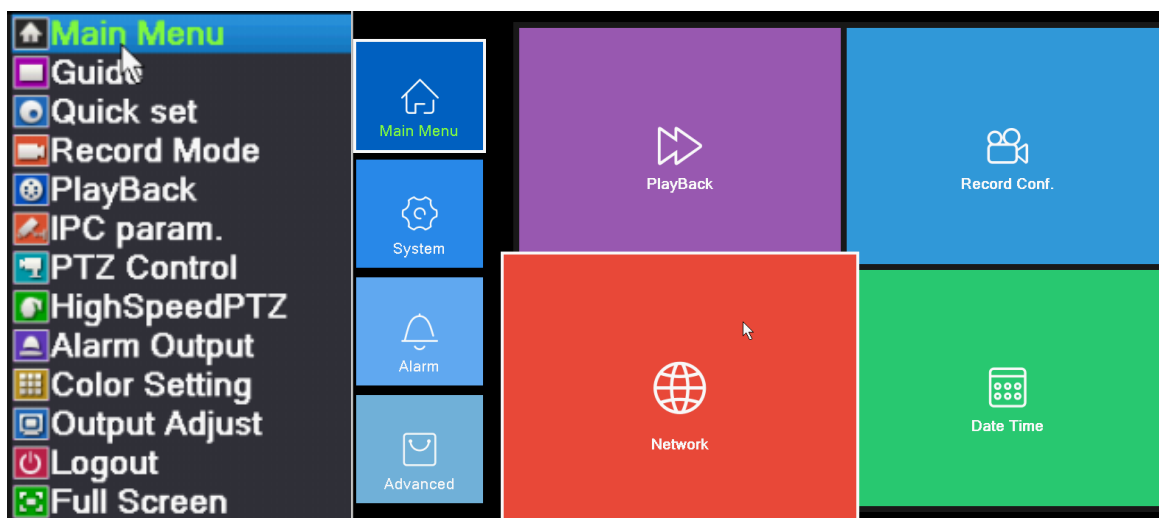 Main Menu
Guide
Quick set
Record Mode
PlayBack
IPC param.
PTZ Control
HighSpeedPTZ
Alarm Output
Color Setting
Output Adjust
Logout
Full Screen
Main Menu
System
Alarm
Advanced
PlayBack
Record Conf.
Network
Date Time